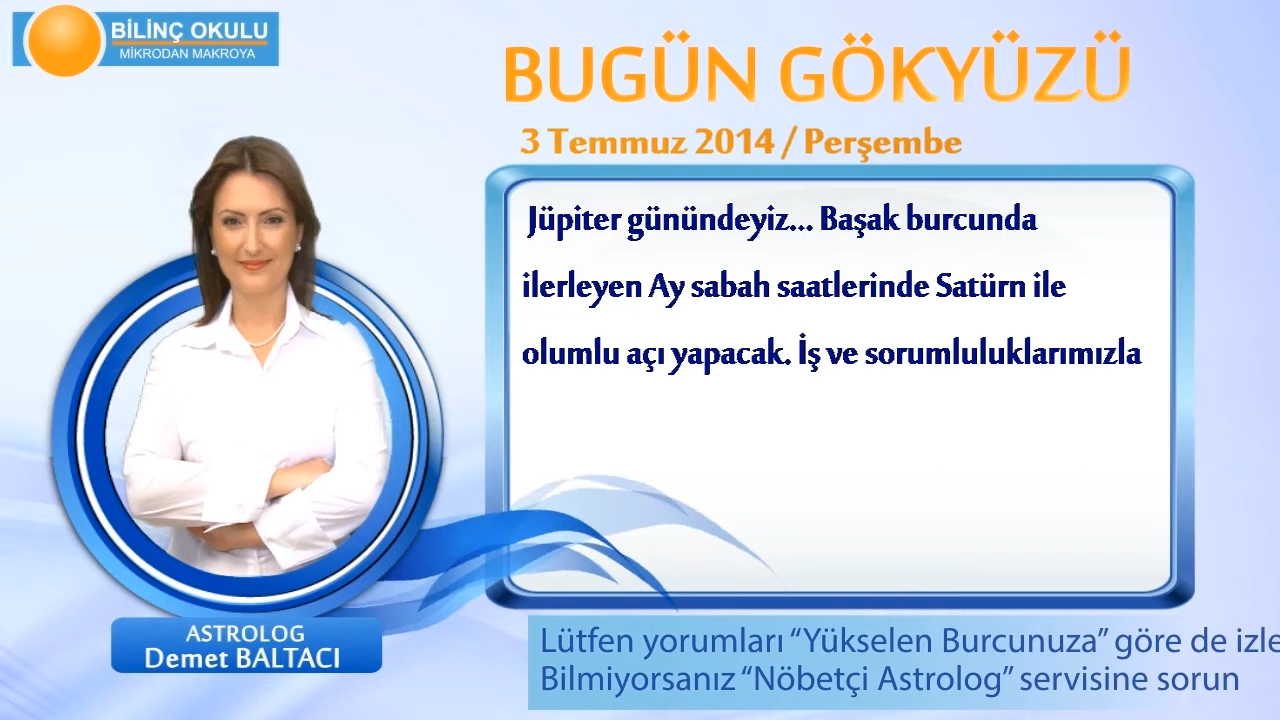 BİLİNÇ OKULU
MİKRODAN MAKROYA
BUGÜN GÖKYÜZÜ
3 Temmuz 2014 / Perşembe
Jüpiter günündeyiz... Başak burcunda
ilerleyen Ay sabah saatlerinde Satürn ile
olumlu açı yapacak. İş ve sorumluluklarımızla
ASTROLOG
Demet BALTACI
Lütfen yorumları “Yükselen Burcunuza” göre de izle
Bilmiyorsanız “Nöbetçi Astrolog” servisine sorun